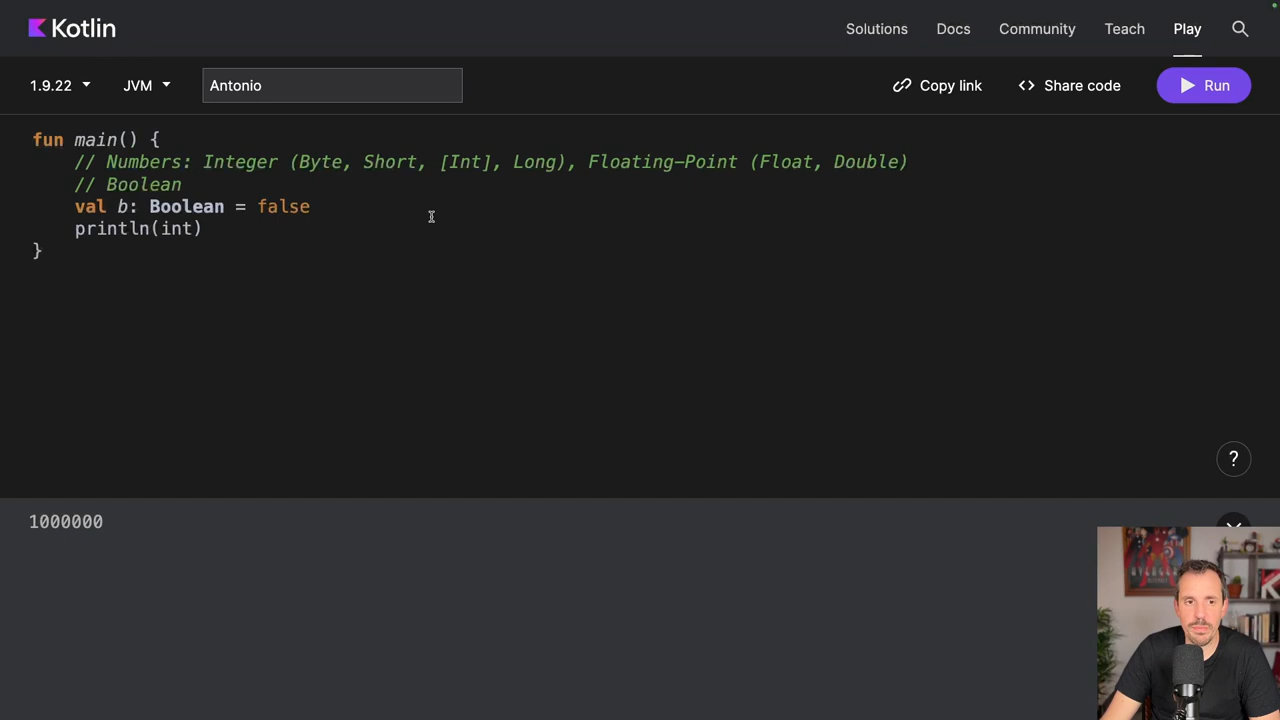 Kotlin
Solutions Docs Community Teach Play
1.9.22 JVM Antonio Copy link <> Share code Run
fun main() {
    // Numbers: Integer (Byte, Short, [Int], Long), Floating-Point (Float, Double)
    // Boolean
    val b: Boolean = false
    println(int)
}
?
1000000